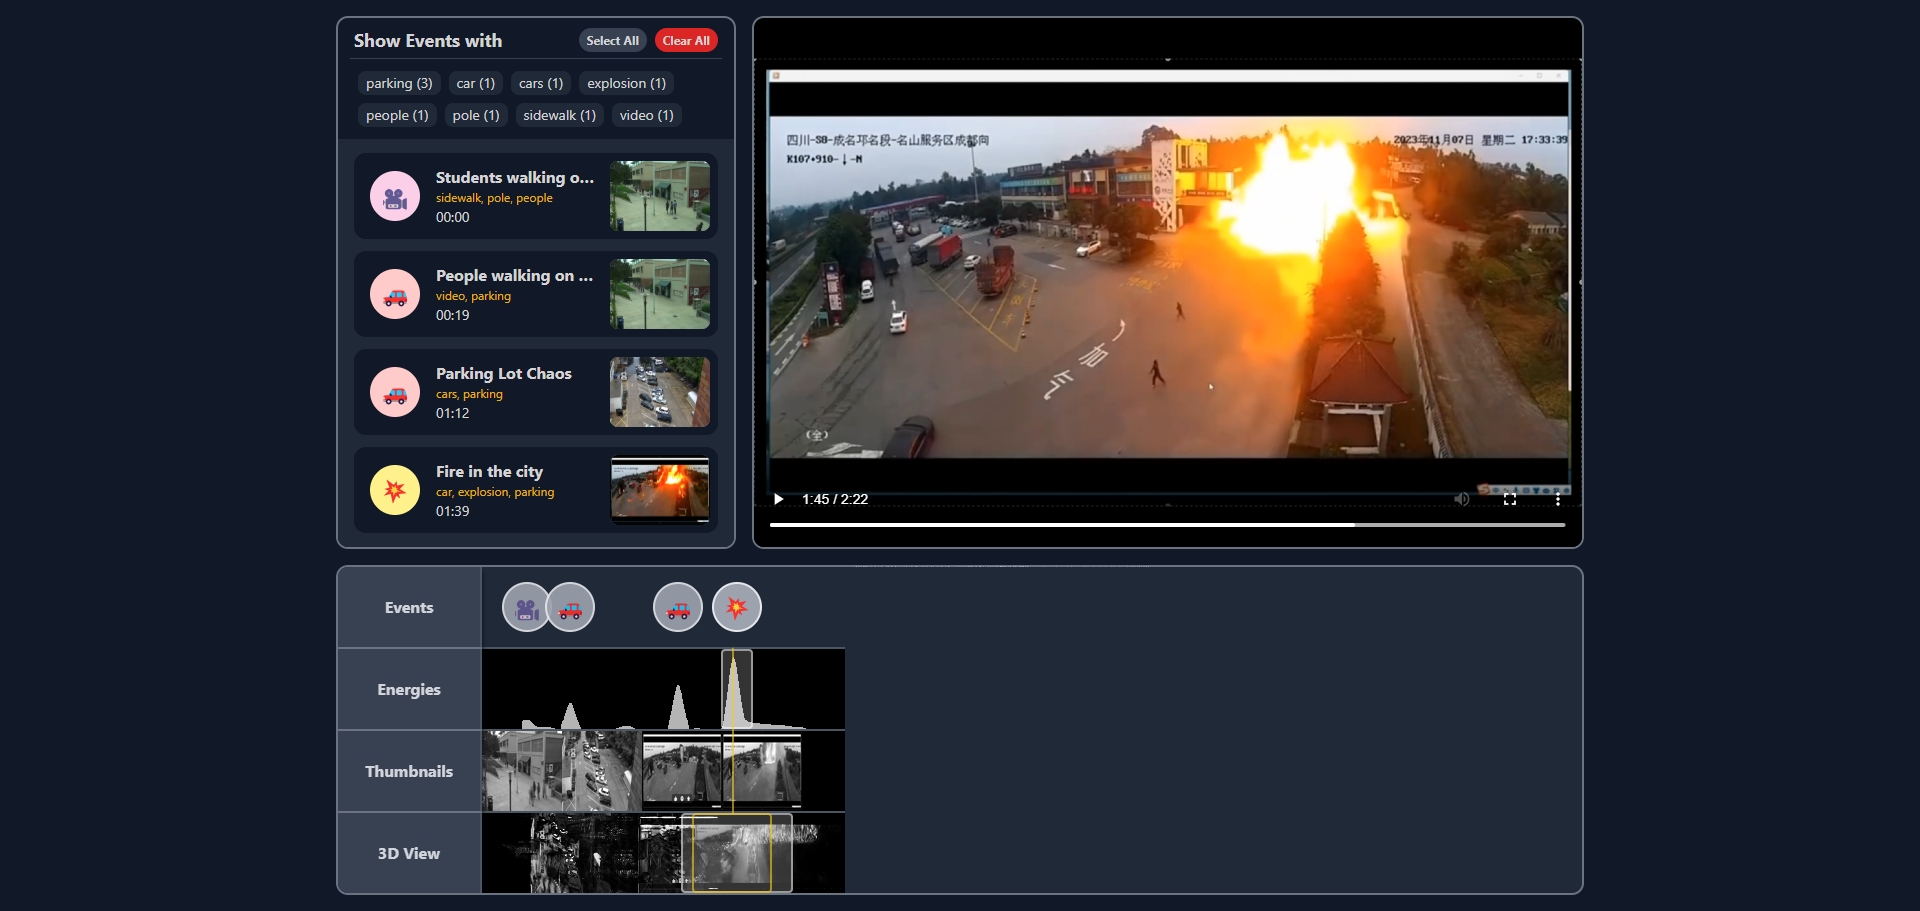 Show Events with
Select All
Clear All
parking (3)
car (1)
cars (1)
explosion (1)
people (1)
pole (1)
sidewalk (1)
video (1)
Students walking o...
sidewalk, pole, people
00:00
People walking on ...
video, parking
00:19
Parking Lot Chaos
cars, parking
01:12
Fire in the city
car, explosion, parking
01:39
四川-S8-成名邛名段-名山服务区成都向
K107+910-↓-M
2023年11月07日 星期二 17:33:39
(全)
1:45 / 2:22
Events
Energies
Thumbnails
3D View